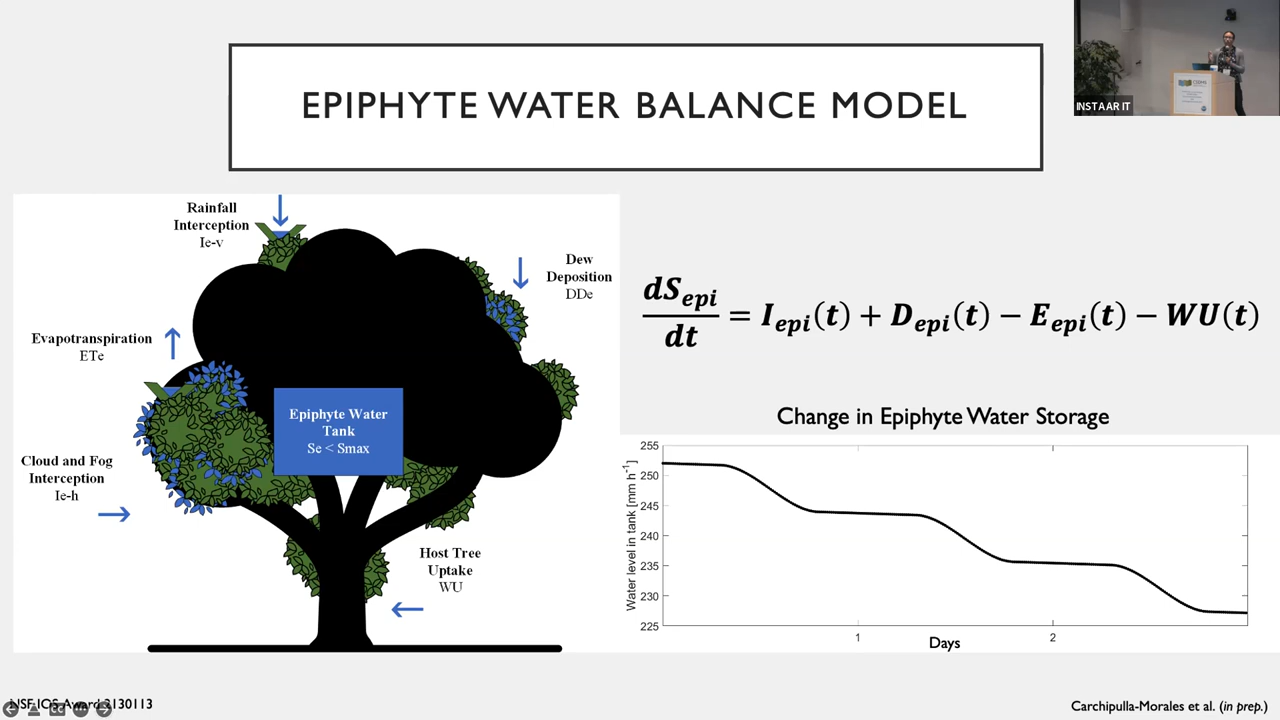 EPIPHYTE WATER BALANCE MODEL
INSTAAR IT
Rainfall
Interception
Ie-v
Dew
Deposition
DDe
Evapotranspiration
ETe
Epiphyte Water
Tank
Se < Smax
Cloud and Fog
Interception
Ie-h
Host Tree
Uptake
WU
dS_epi/dt = I_epi(t) + D_epi(t) − E_epi(t) − WU(t)
Change in Epiphyte Water Storage
Water level in tank [mm h⁻¹]
255
250
245
240
235
230
225
1 2
Days
NSF IOS Award 2130113
Carchipulla-Morales et al. (in prep.)